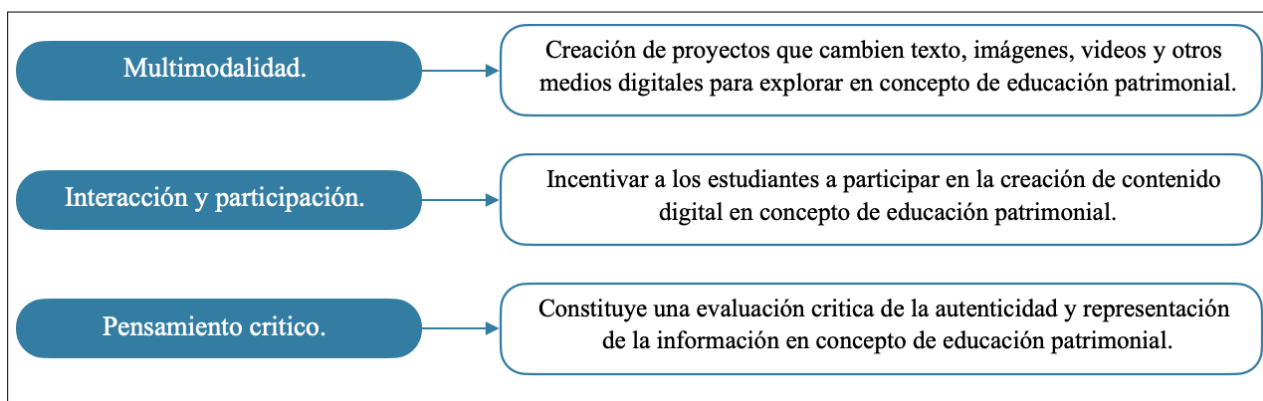 Multimodalidad.
Creación de proyectos que cambien texto, imágenes, videos y otros
medios digitales para explorar en concepto de educación patrimonial.
Interacción y participación.
Incentivar a los estudiantes a participar en la creación de contenido
digital en concepto de educación patrimonial.
Pensamiento critico.
Constituye una evaluación critica de la autenticidad y representación
de la información en concepto de educación patrimonial.